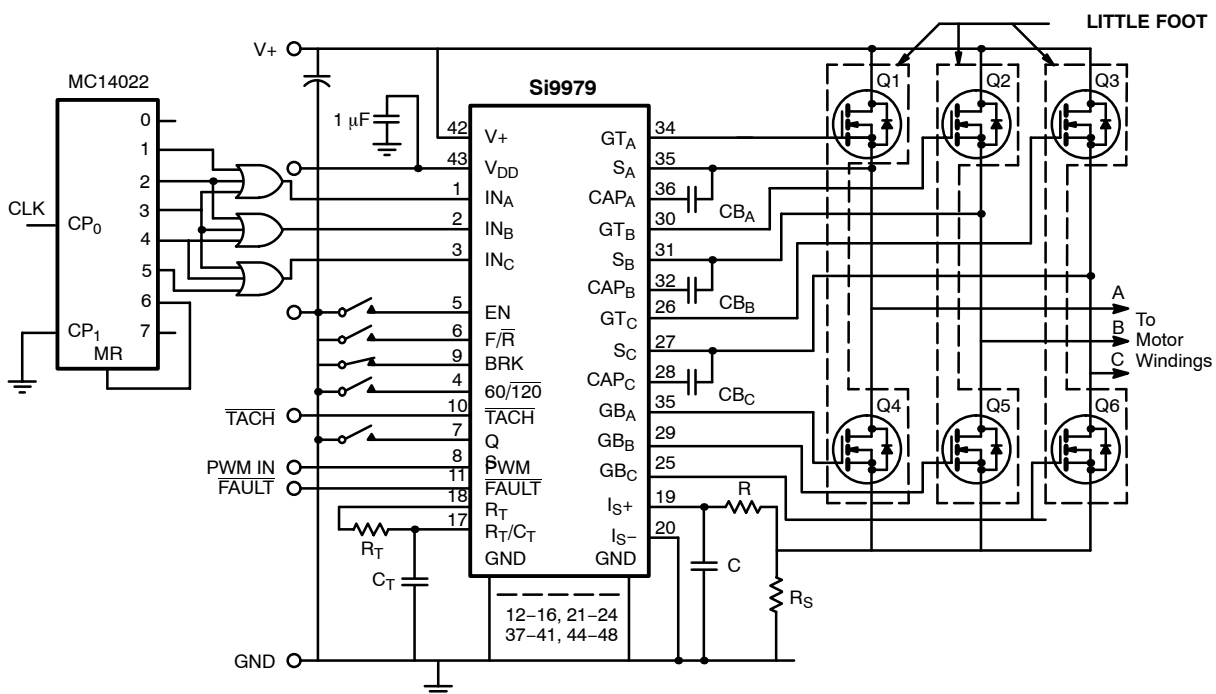 LITTLE FOOT
V+
MC14022
Si9979
Q1
Q2
Q3
0
1
2
3
4
5
6
7
CLK
CP0
CP1
MR
1 μF
42
V+
43
VDD
1
INA
2
INB
3
INC
5
EN
6
F/R
9
BRK
4
60/120
10
TACH
TACH
7
Q
S
PWM IN
8
PWM
FAULT
11
FAULT
18
RT
17
RT/CT
RT
CT
GND
GND
GTA
34
SA
35
CAPA
36
CBA
GTB
30
SB
31
CAPB
32
CBB
GTC
26
SC
27
CAPC
28
CBC
GBA
35
GBB
29
GBC
25
IS+
19
IS−
20
R
C
RS
A
B
C
To
Motor
Windings
Q4
Q5
Q6
12−16, 21−24
37−41, 44−48
GND